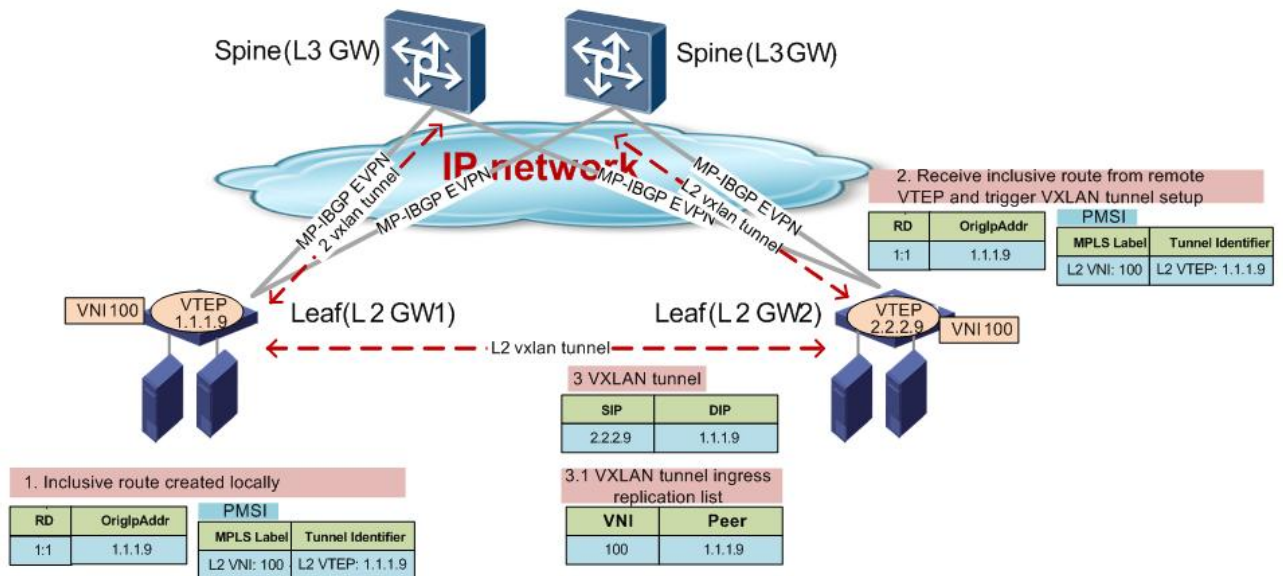 Spine(L3 GW)
Spine(L3GW)
IP network
MP-IBGP EVPN
2 vxlan tunnel
MP-IBGP EVPN
MP-IBGP EVPN
L2 vxlan tunnel
MP-IBGP EVPN
2. Receive inclusive route from remote
VTEP and trigger VXLAN tunnel setup
PMSI
RD OrigIpAddr
1:1 1.1.1.9
MPLS Label Tunnel Identifier
L2 VNI: 100 L2 VTEP: 1.1.1.9
VNI 100
VTEP
1.1.1.9
Leaf(L 2 GW1)
Leaf(L 2 GW2)
VTEP
2.2.2.9
VNI 100
L2 vxlan tunnel
3 VXLAN tunnel
SIP DIP
2.2.2.9 1.1.1.9
3.1 VXLAN tunnel ingress
replication list
VNI Peer
100 1.1.1.9
1. Inclusive route created locally
PMSI
RD OrigIpAddr
1:1 1.1.1.9
MPLS Label Tunnel Identifier
L2 VNI: 100 L2 VTEP: 1.1.1.9